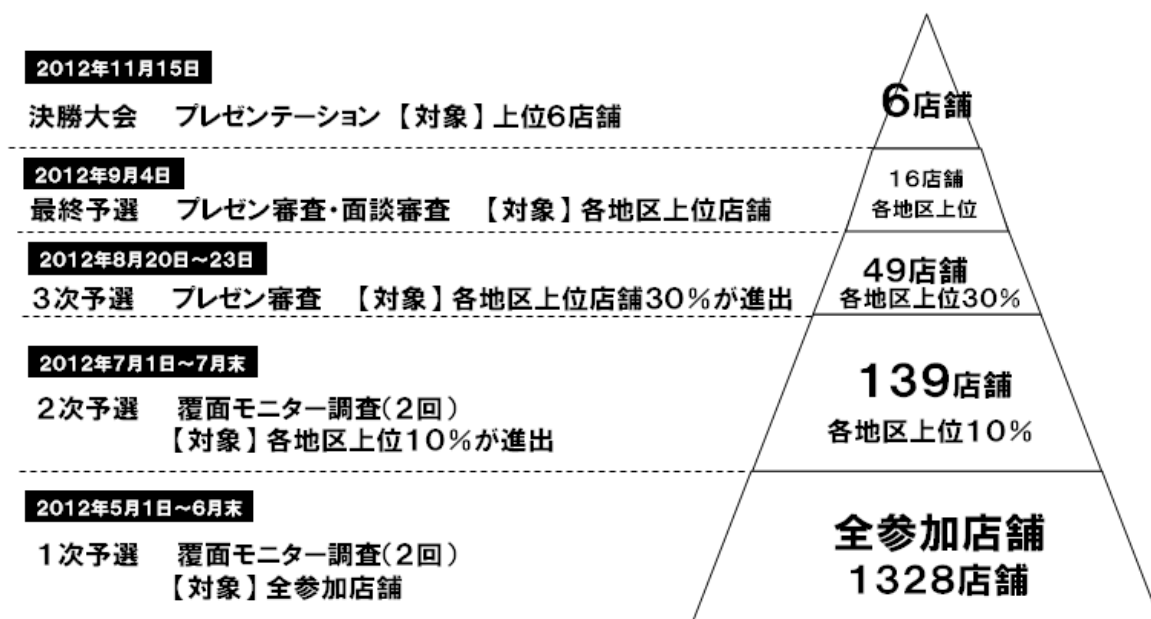 2012年11月15日
決勝大会 プレゼンテーション 【対象】上位6店舗
6店舗
2012年9月4日
最終予選 プレゼン審査・面談審査 【対象】各地区上位店舗
16店舗
各地区上位
2012年8月20日～23日
３次予選 プレゼン審査 【対象】各地区上位店舗30％が進出
49店舗
各地区上位30％
2012年7月1日～7月末
２次予選 覆面モニター調査（２回）
【対象】各地区上位１０％が進出
139店舗
各地区上位１０％
2012年5月1日～6月末
１次予選 覆面モニター調査（２回）
【対象】全参加店舗
全参加店舗
1328店舗